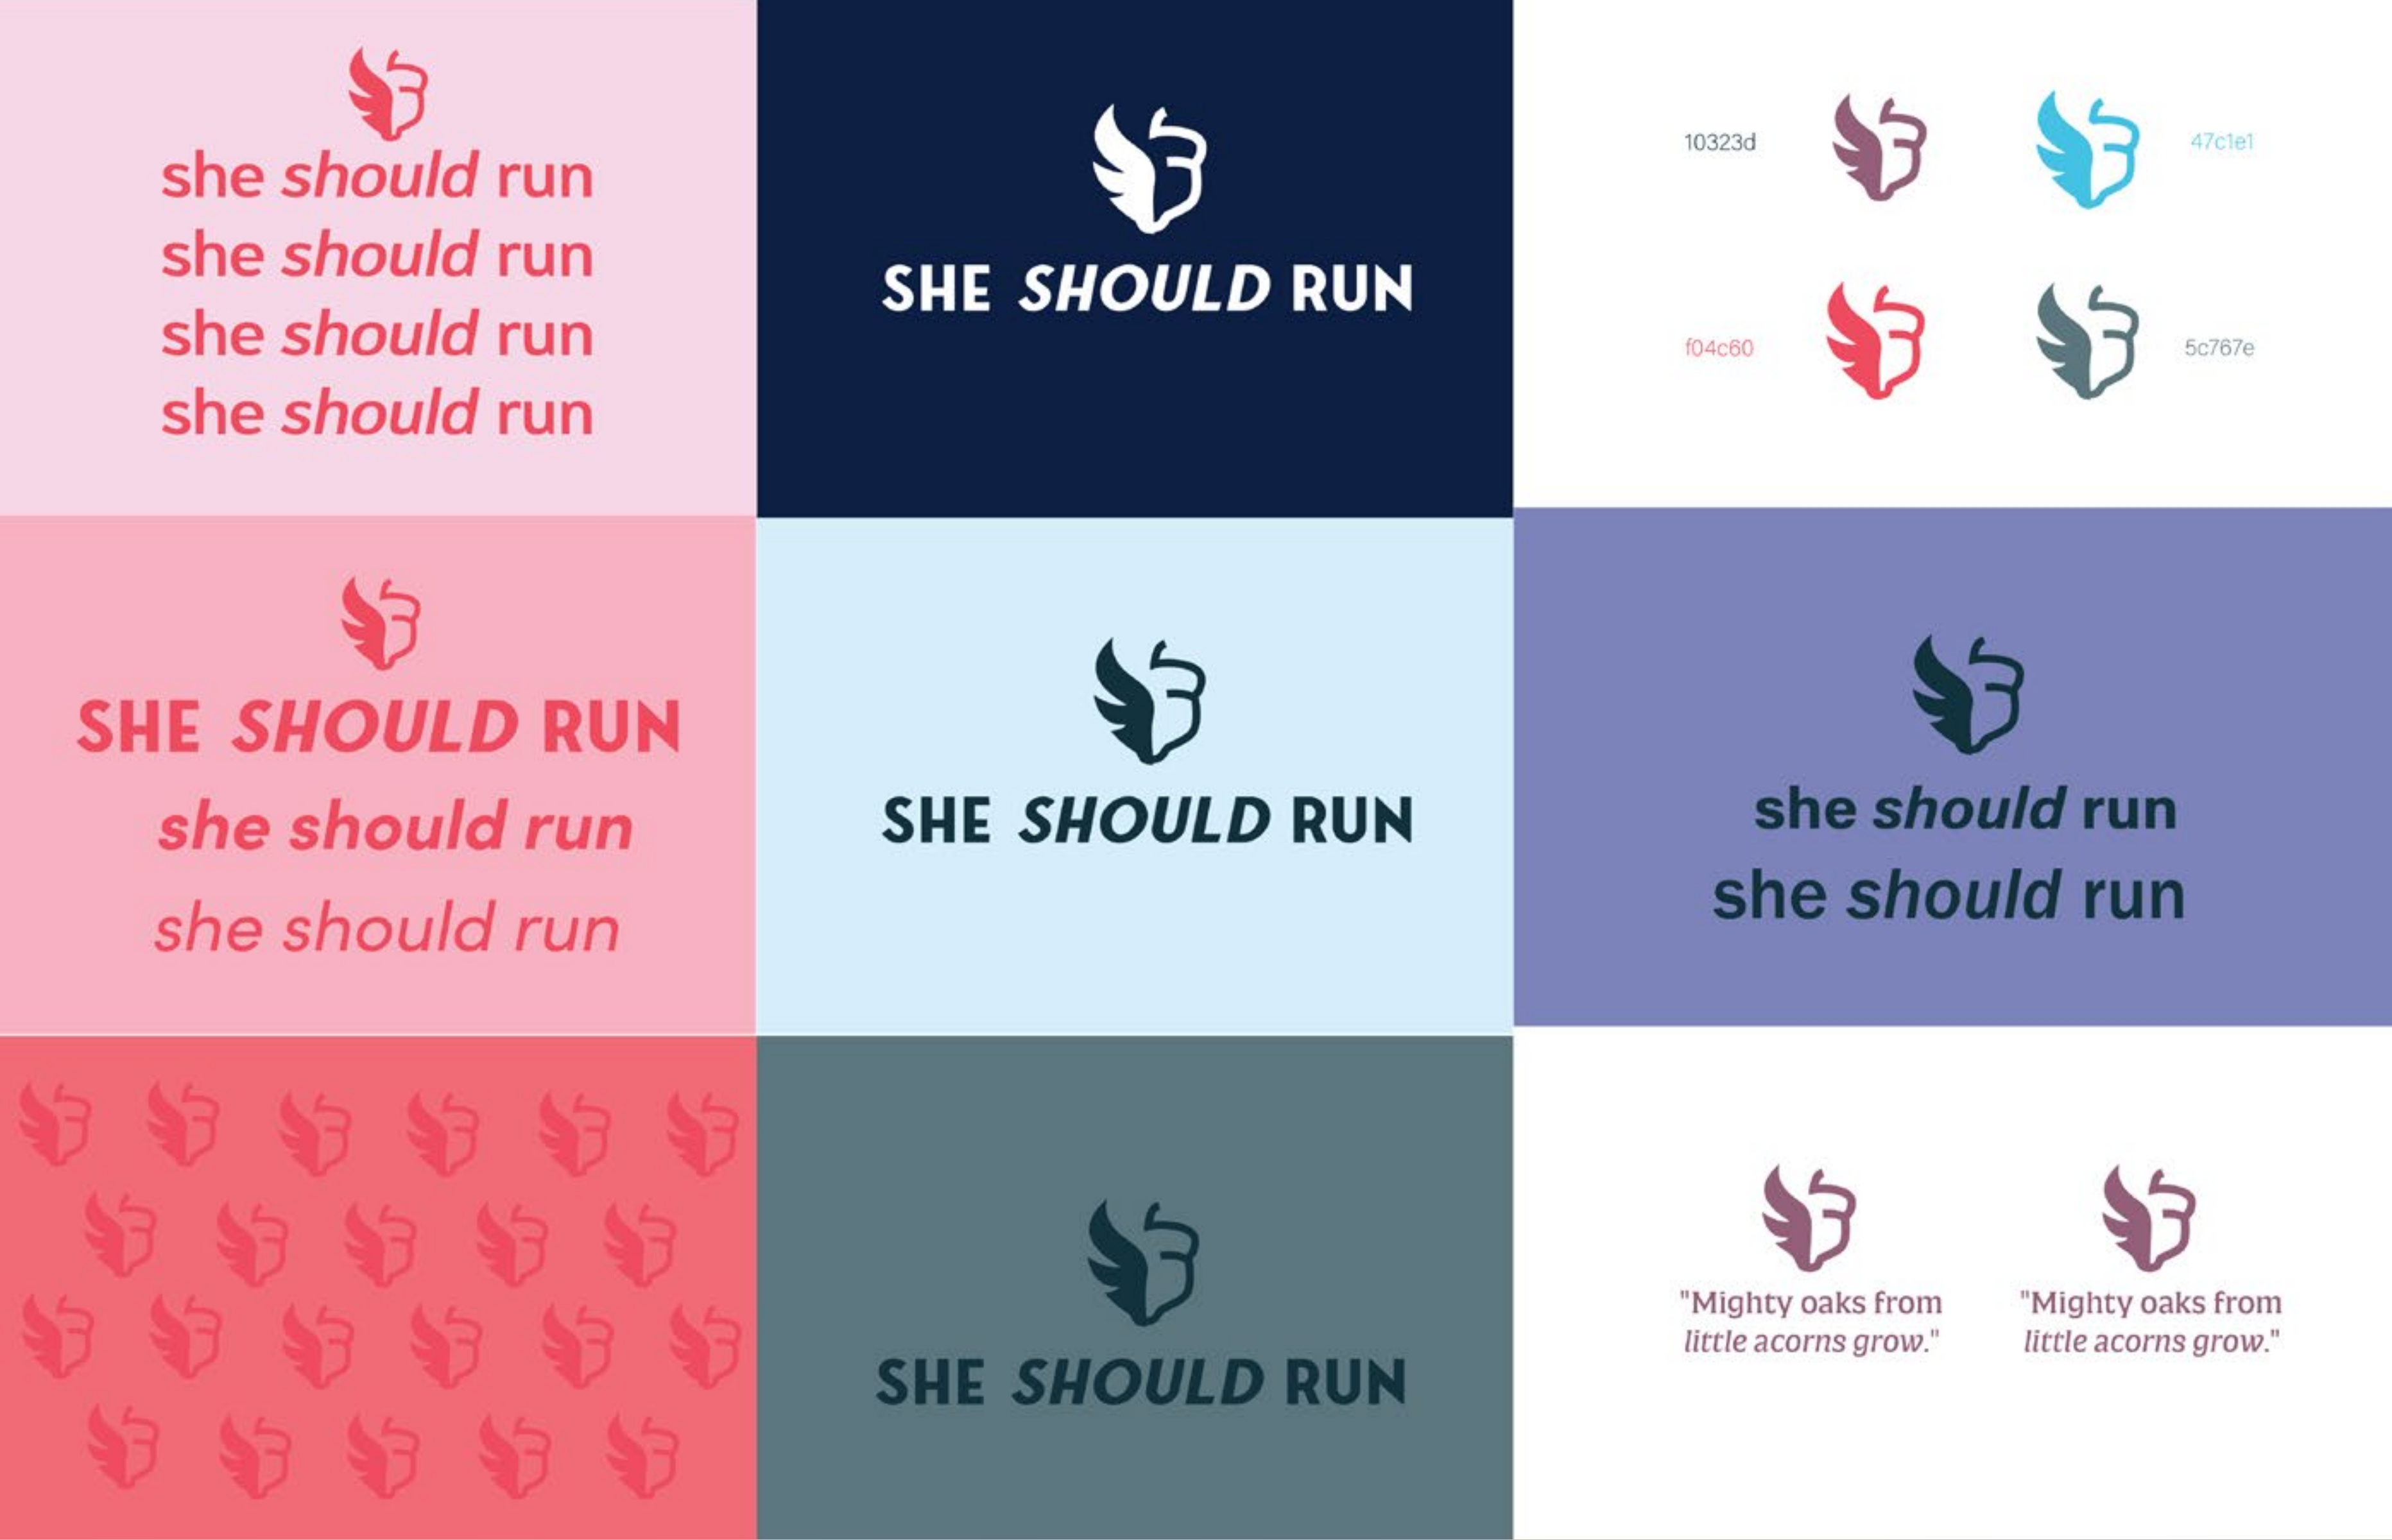 she should run
she should run
she should run
she should run
SHE SHOULD RUN
10323d
47c1e1
f04c60
5c767e
SHE SHOULD RUN
she should run
she should run
SHE SHOULD RUN
she should run
she should run
SHE SHOULD RUN
"Mighty oaks from
little acorns grow."
"Mighty oaks from
little acorns grow."